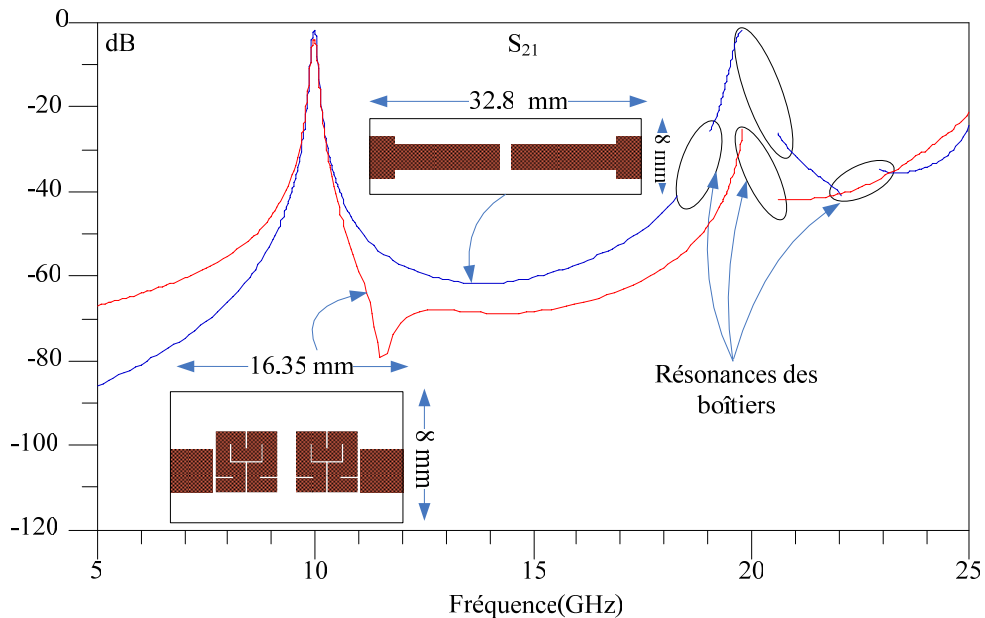 0
dB
S21
-20
32.8 mm
8 mm
-40
-60
16.35 mm
-80
Résonances des
boîtiers
8 mm
-100
-120
5
10
15
20
25
Fréquence(GHz)